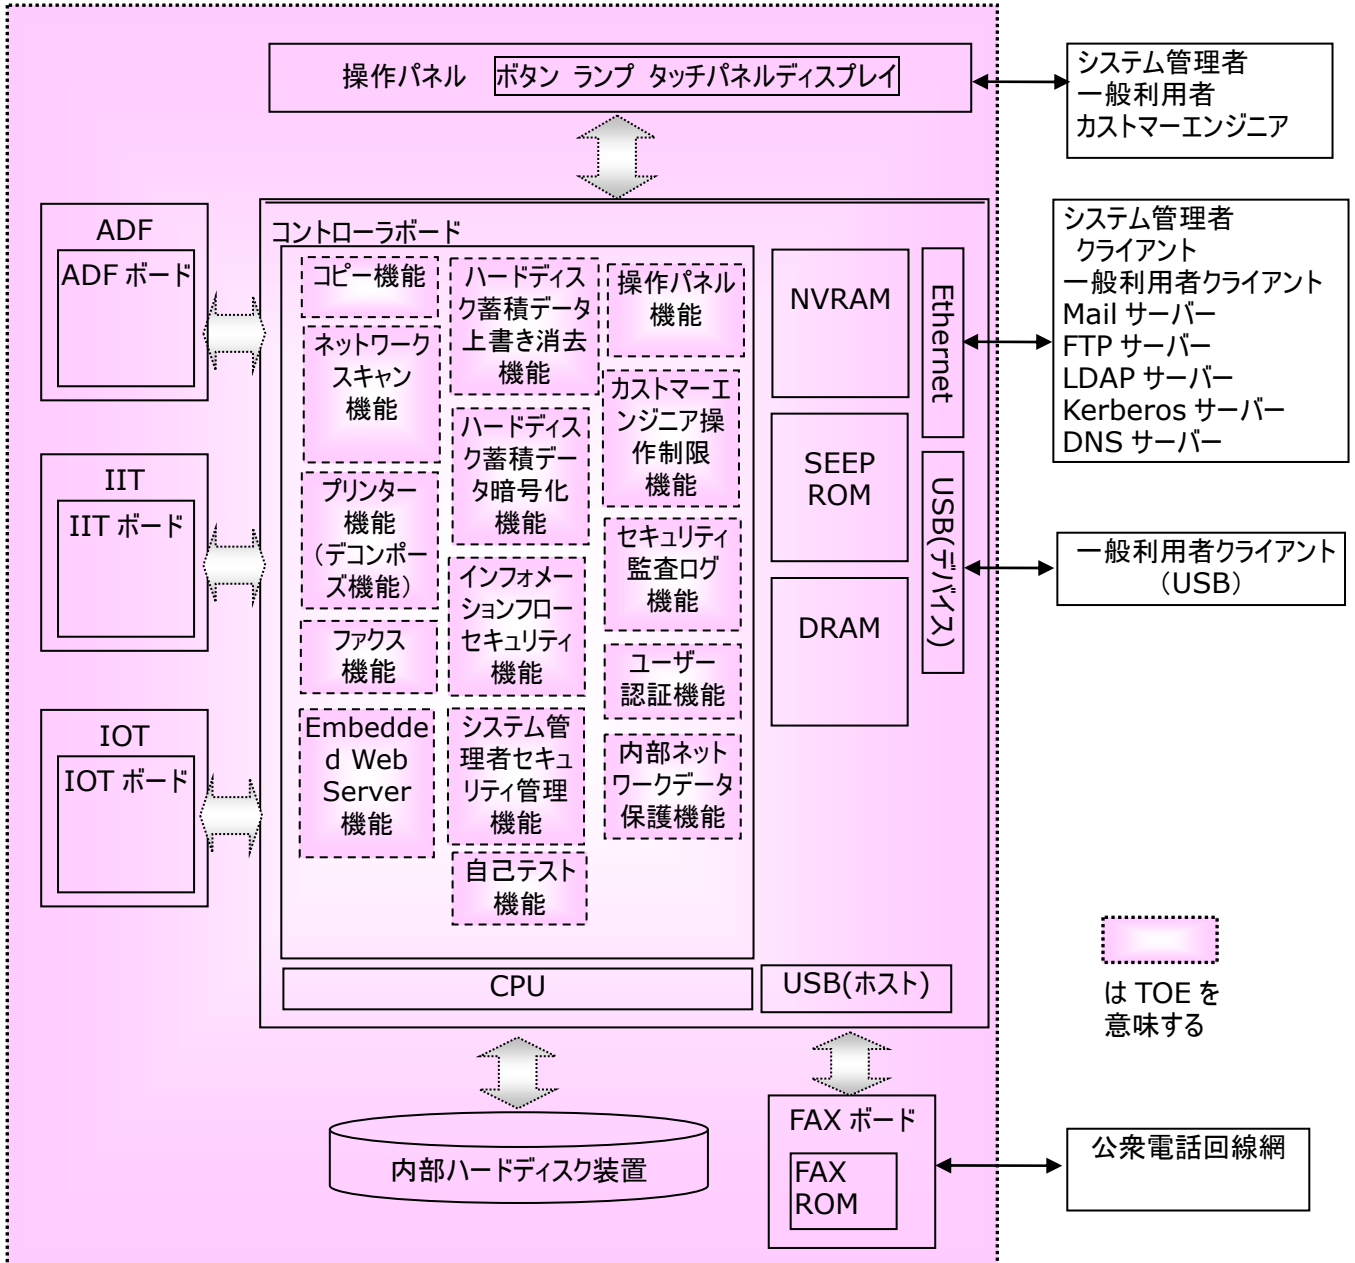 操作パネル ボタン ランプ タッチパネルディスプレイ
システム管理者
一般利用者
カストマーエンジニア
ADF
ADF ボード
IIT
IIT ボード
IOT
IOT ボード
コントローラボード
コピー機能
ネットワーク
スキャン
機能
プリンター
機能
（デコンポー
ズ機能）
ファクス
機能
Embedde
d Web
Server
機能
ハードディス
ク蓄積データ
上書き消去
機能
ハードディス
ク蓄積デー
タ暗号化
機能
インフォメー
ションフロー
セキュリティ
機能
システム管
理者セキュ
リティ管理
機能
自己テスト
機能
操作パネル
機能
カストマーエ
ンジニア操
作制限
機能
セキュリティ
監査ログ
機能
ユーザー
認証機能
内部ネット
ワークデータ
保護機能
NVRAM
SEEP
ROM
DRAM
Ethernet
USB(デバイス)
システム管理者
クライアント
一般利用者クライアント
Mail サーバー
FTP サーバー
LDAP サーバー
Kerberos サーバー
DNS サーバー
一般利用者クライアント
（USB）
CPU
USB(ホスト)
は TOE を
意味する
内部ハードディスク装置
FAX ボード
FAX
ROM
公衆電話回線網